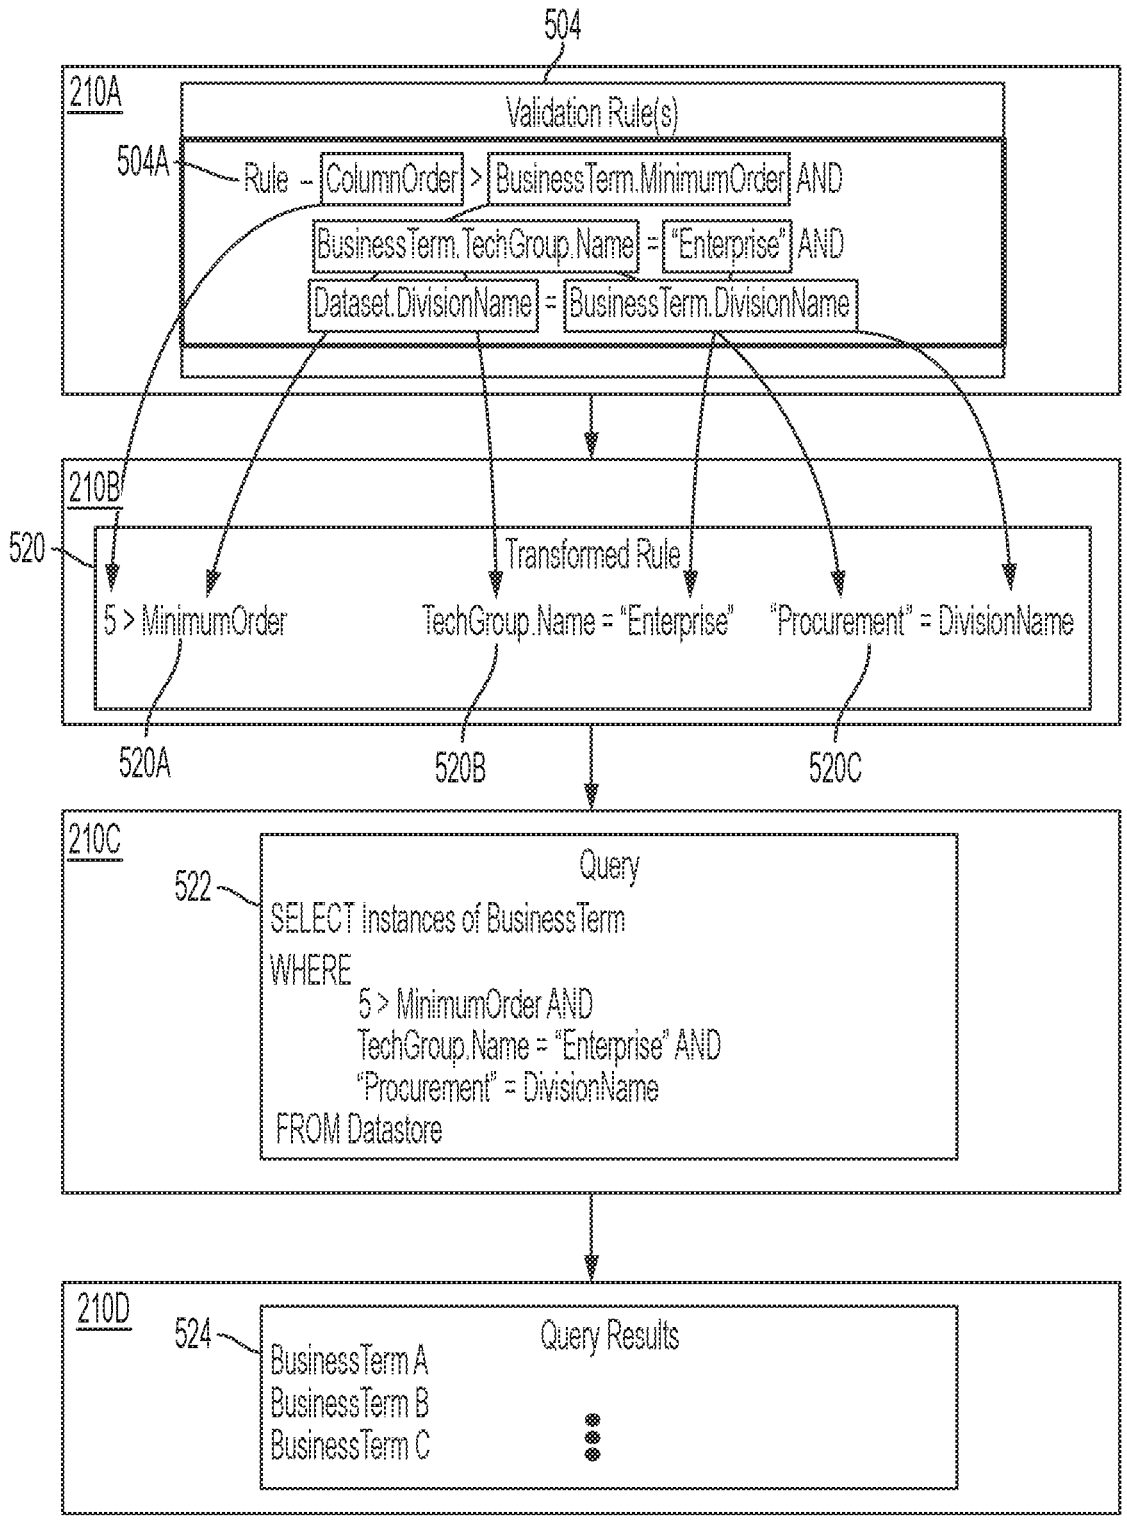 504
210A
Validation Rule(s)
504A
Rule - ColumnOrder > BusinessTerm.MinimumOrder AND
BusinessTerm.TechGroup.Name = "Enterprise" AND
Dataset.DivisionName = BusinessTerm.DivisionName
210B
520
Transformed Rule
5 > MinimumOrder TechGroup.Name = "Enterprise" "Procurement" = DivisionName
520A 520B 520C
210C
Query
522
SELECT Instances of BusinessTerm
WHERE
5 > MinimumOrder AND
TechGroup.Name = "Enterprise" AND
"Procurement" = DivisionName
FROM Datastore
210D
524
Query Results
BusinessTerm A
BusinessTerm B
BusinessTerm C